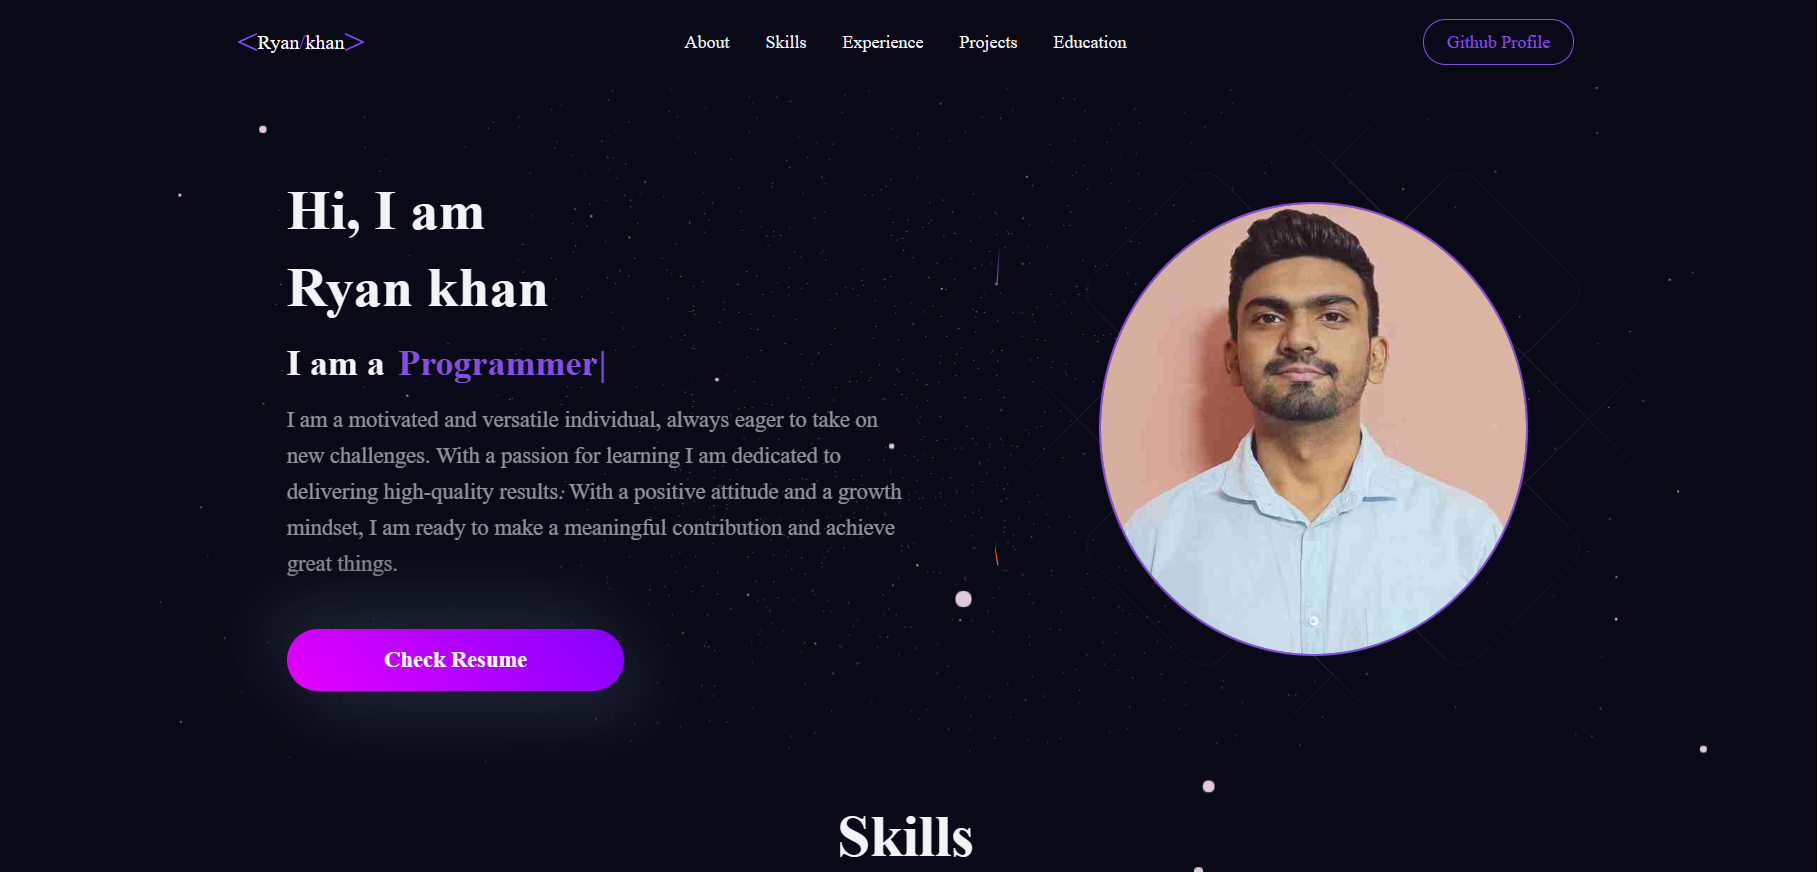 <Ryan/khan>
About Skills Experience Projects Education
Github Profile
Hi, I am
Ryan khan
I am a Programmer|
I am a motivated and versatile individual, always eager to take on
new challenges. With a passion for learning I am dedicated to
delivering high-quality results. With a positive attitude and a growth
mindset, I am ready to make a meaningful contribution and achieve
great things.
Check Resume
Skills